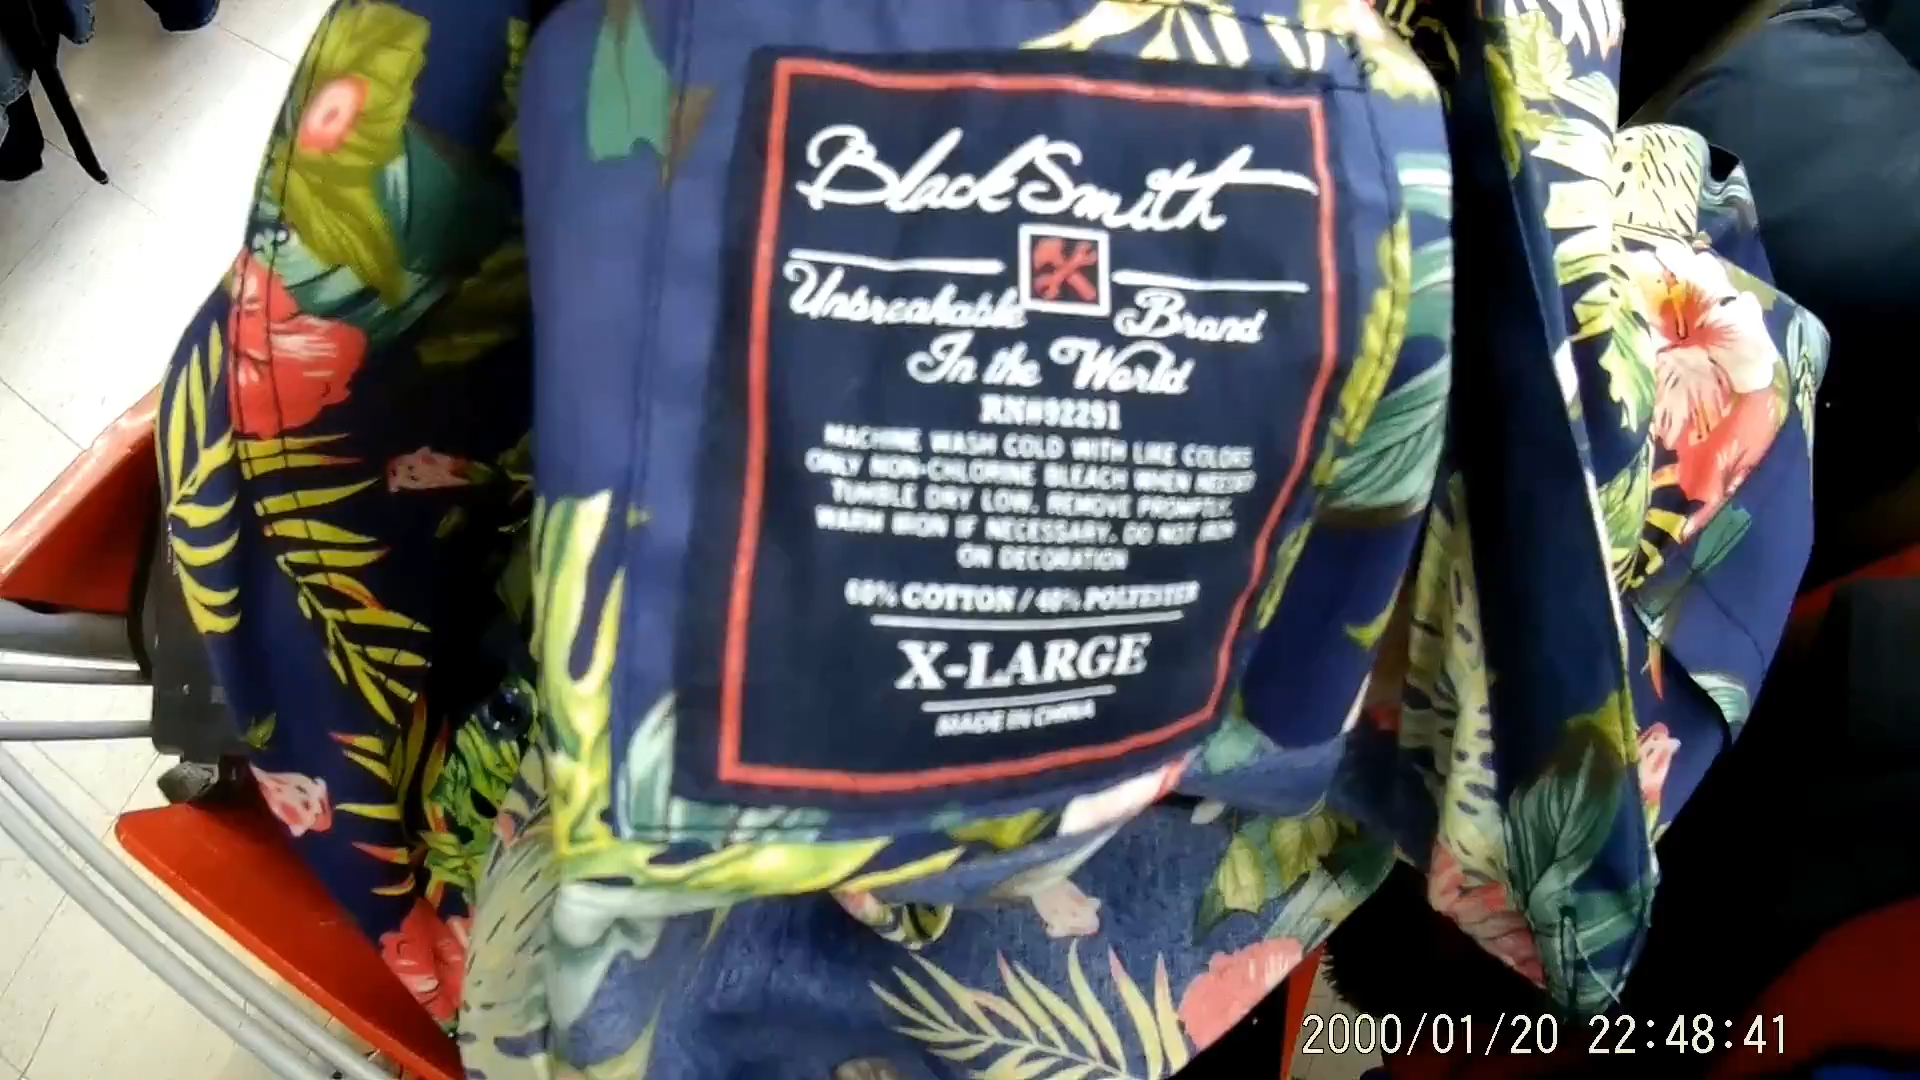 BlackSmith
Unbreakable Brand
In the World
RN#92291
MACHINE WASH COLD WITH LIKE COLORS
ONLY NON-CHLORINE BLEACH WHEN NEEDED
TUMBLE DRY LOW. REMOVE PROMPTLY.
WARM IRON IF NECESSARY. DO NOT IRON
ON DECORATION
60% COTTON / 40% POLYESTER
X-LARGE
MADE IN CHINA
2000/01/20 22:48:41